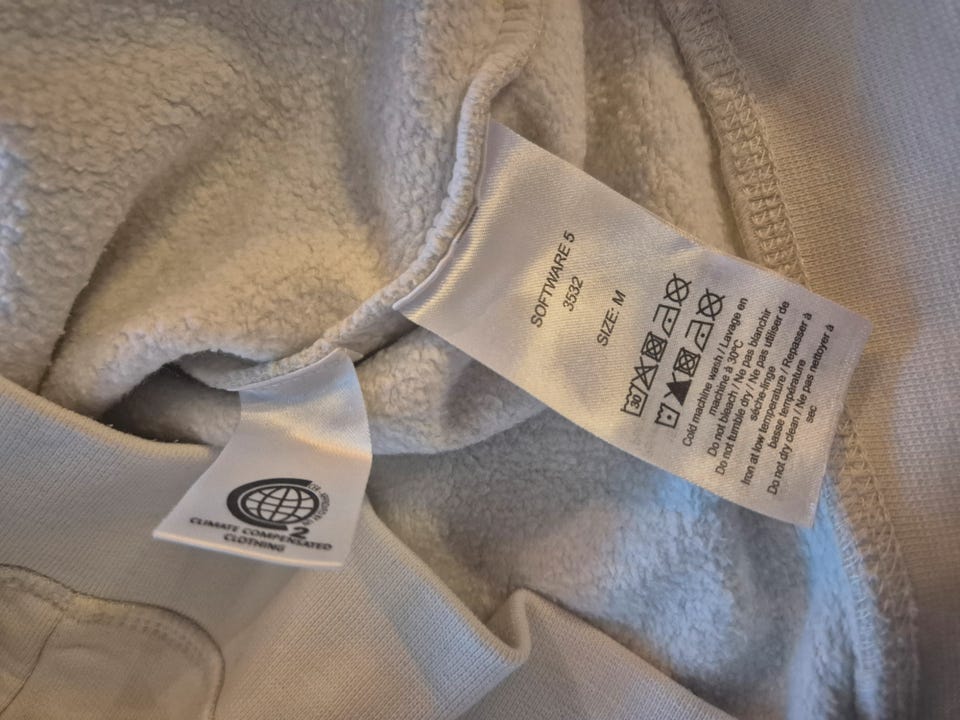 SOFTWARE 5
3532
SIZE: M
30
Cold machine wash / Lavage en
machine à 30ºC
Do not bleach / Ne pas blanchir
Do not tumble dry / Ne pas utiliser de
sèche-linge
Iron at low temperature / Repasser à
basse température
Do not dry clean / Ne pas nettoyer à
sec
2
CLIMATE COMPENSATED
CLOTHING